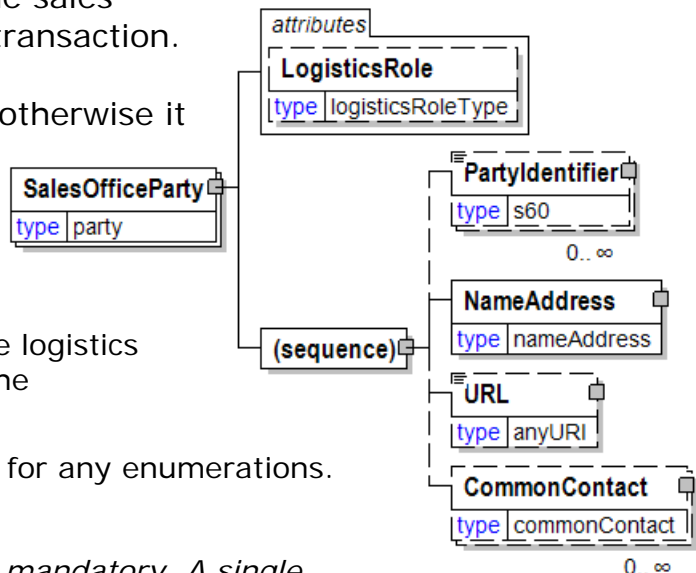 e sales
transaction.
otherwise it
e logistics
ne
for any enumerations.
mandatory. A single
attributes
LogisticsRole
type logisticsRoleType
SalesOfficeParty
type party
(sequence)
PartyIdentifier
type s60
0..∞
NameAddress
type nameAddress
URL
type anyURI
CommonContact
type commonContact
0..∞